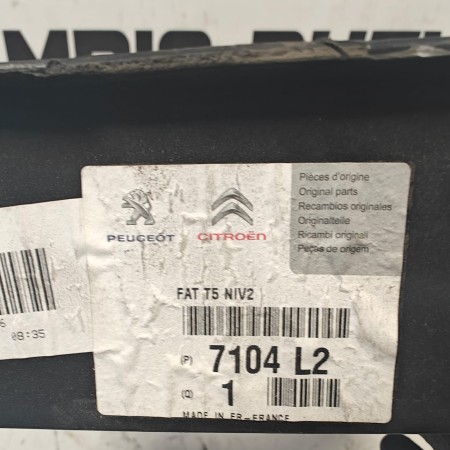 Pièces d'origine
Original parts
Recambios originales
Originalteile
Ricambi originali
Peças de origem
PEUGEOT
CITROËN
FAT T5 NIV2
6
08:35
(P) 7104 L2
(Q) 1
MADE IN FR-FRANCE